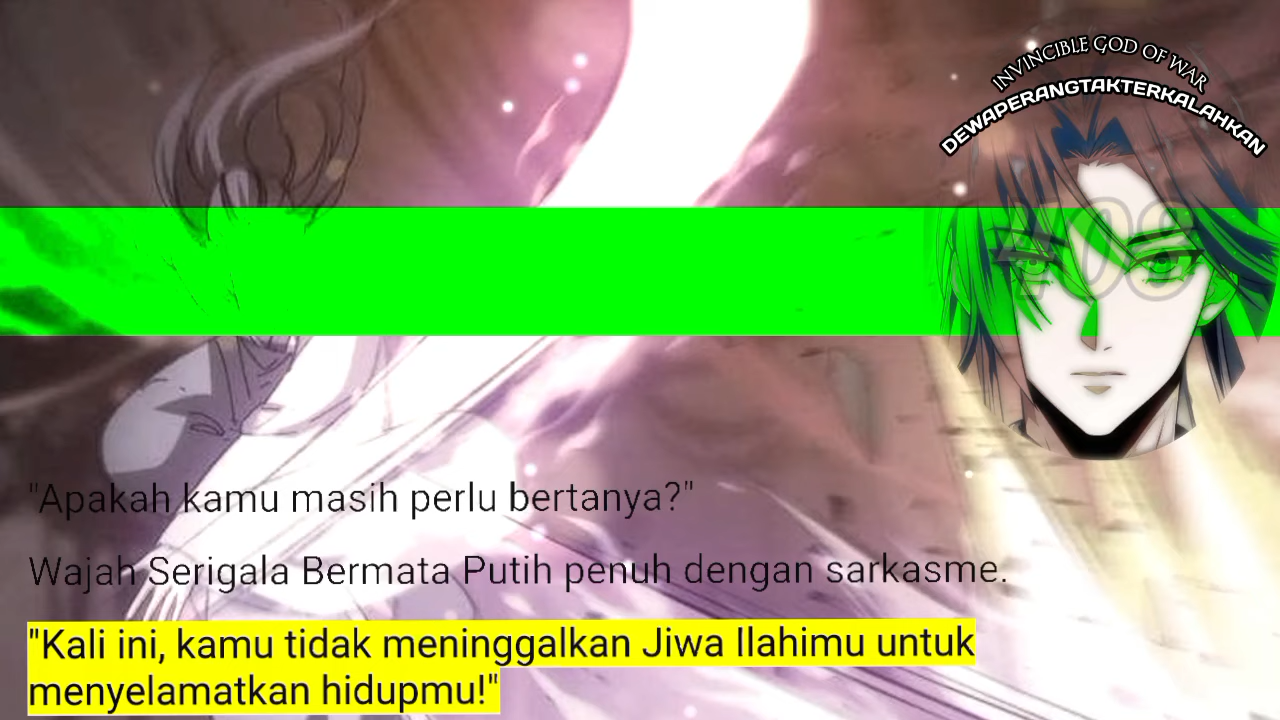 INVINCIBLE GOD OF WAR
DEWAPERANGTAKTERKALAHKAN
"Apakah kamu masih perlu bertanya?"
Wajah Serigala Bermata Putih penuh dengan sarkasme.
"Kali ini, kamu tidak meninggalkan Jiwa Ilahimu untuk
menyelamatkan hidupmu!"